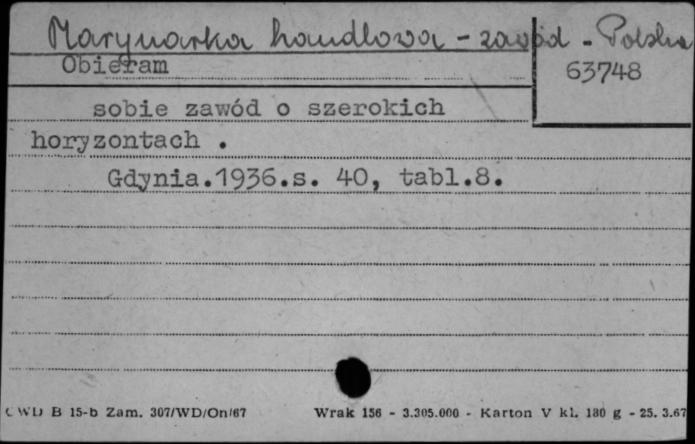 Marynarka handlowa - zawód - Polska
Obieram
63748
sobie zawód o szerokich
horyzontach .
Gdynia.1936.s. 40, tabl.8.
CWD B 15-b Zam. 307/WD/On/67 Wrak 156 - 3.305.000 - Karton V kl. 180 g - 25. 3.67